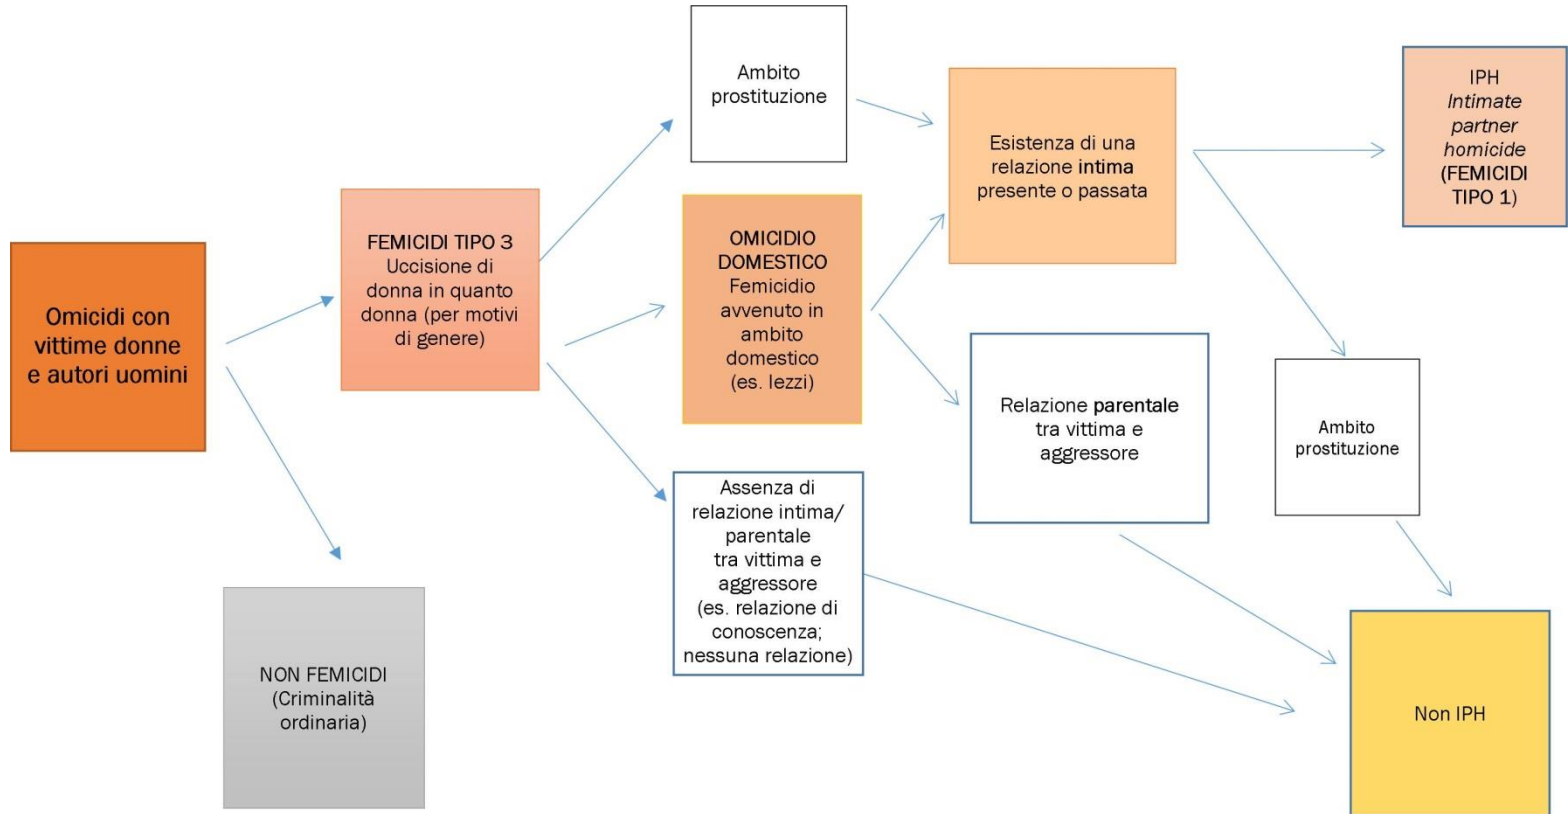 Omicidi con
vittime donne
e autori uomini
FEMICIDI TIPO 3
Uccisione di
donna in quanto
donna (per motivi
di genere)
NON FEMICIDI
(Criminalità
ordinaria)
Ambito
prostituzione
OMICIDIO
DOMESTICO
Femicidio
avvenuto in
ambito
domestico
(es. Iezzi)
Assenza di
relazione intima/
parentale
tra vittima e
aggressore
(es. relazione di
conoscenza;
nessuna relazione)
Esistenza di una
relazione intima
presente o passata
Relazione parentale
tra vittima e
aggressore
IPH
Intimate
partner
homicide
(FEMICIDI
TIPO 1)
Ambito
prostituzione
Non IPH